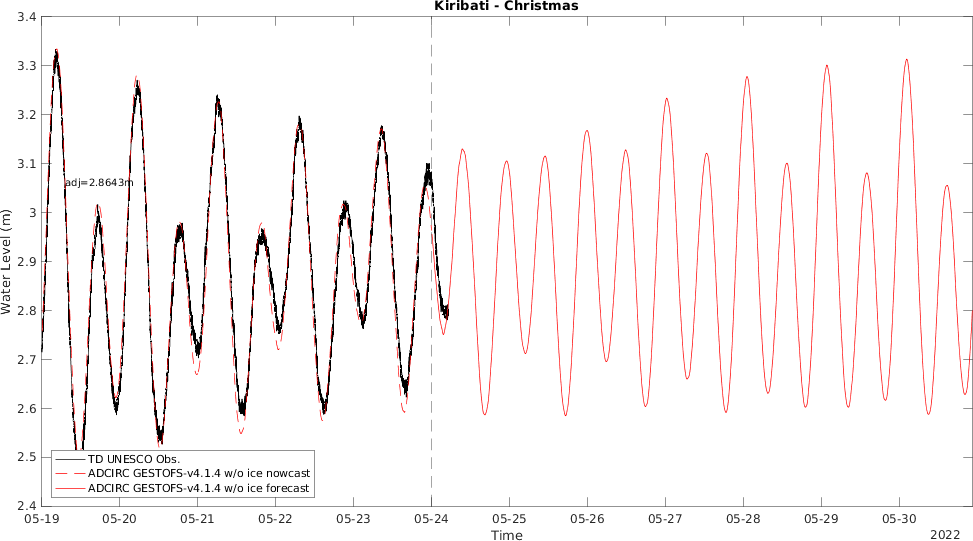 Kiribati - Christmas
3.4
3.3
3.2
3.1
adj=2.8643m
3
Water Level (m)
2.9
2.8
2.7
2.6
2.5
2.4
TD UNESCO Obs.
ADCIRC GESTOFS-v4.1.4 w/o ice nowcast
ADCIRC GESTOFS-v4.1.4 w/o ice forecast
05-19 05-20 05-21 05-22 05-23 05-24 05-25 05-26 05-27 05-28 05-29 05-30
Time
2022